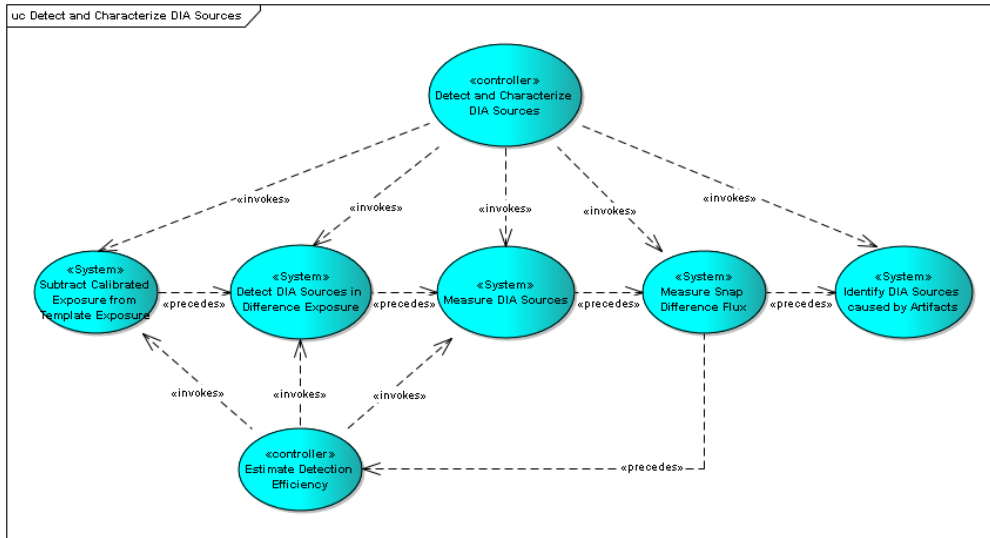 uc Detect and Characterize DIA Sources
«controller»
Detect and Characterize
DIA Sources
«invokes»
«invokes»
«invokes»
«invokes»
«invokes»
«System»
Subtract Calibrated
Exposure from
Template Exposure
«precedes»
«System»
Detect DIA Sources in
Difference Exposure
«precedes»
«System»
Measure DIA Sources
«precedes»
«System»
Measure Snap
Difference Flux
«precedes»
«System»
Identify DIA Sources
caused by Artifacts
«invokes»
«invokes»
«invokes»
«controller»
Estimate Detection
Efficiency
«precedes»